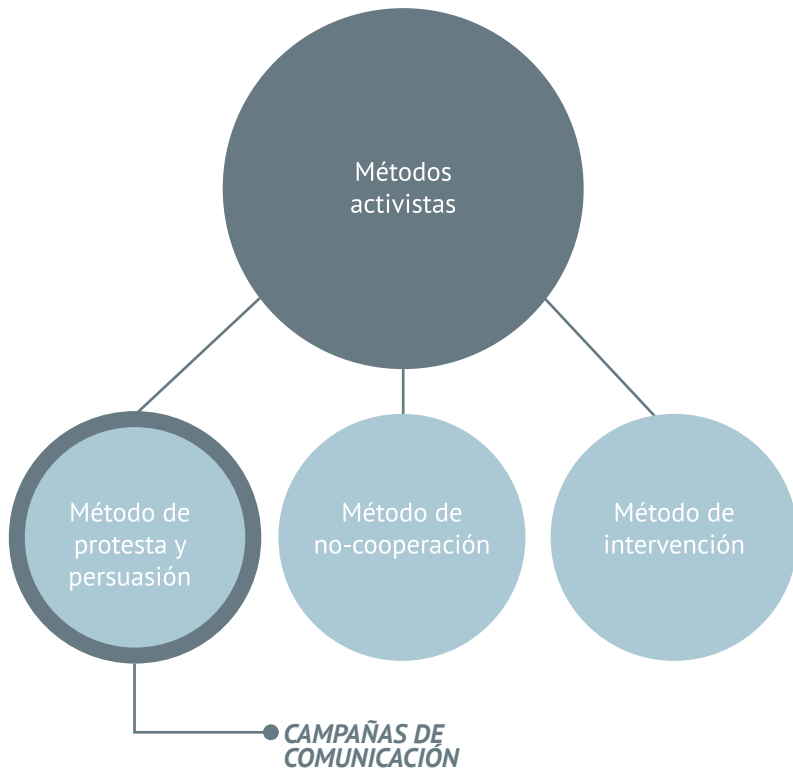 Métodos
activistas
Método de
protesta y
persuasión
Método de
no-cooperación
Método de
intervención
CAMPAÑAS DE
COMUNICACIÓN